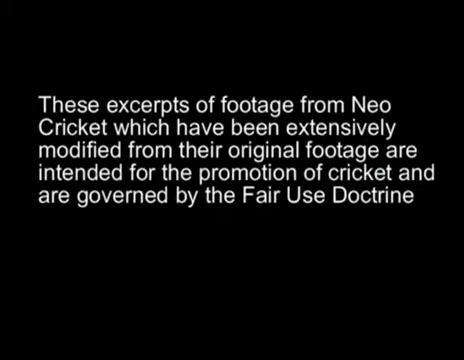 These excerpts of footage from Neo
Cricket which have been extensively
modified from their original footage are
intended for the promotion of cricket and
are governed by the Fair Use Doctrine